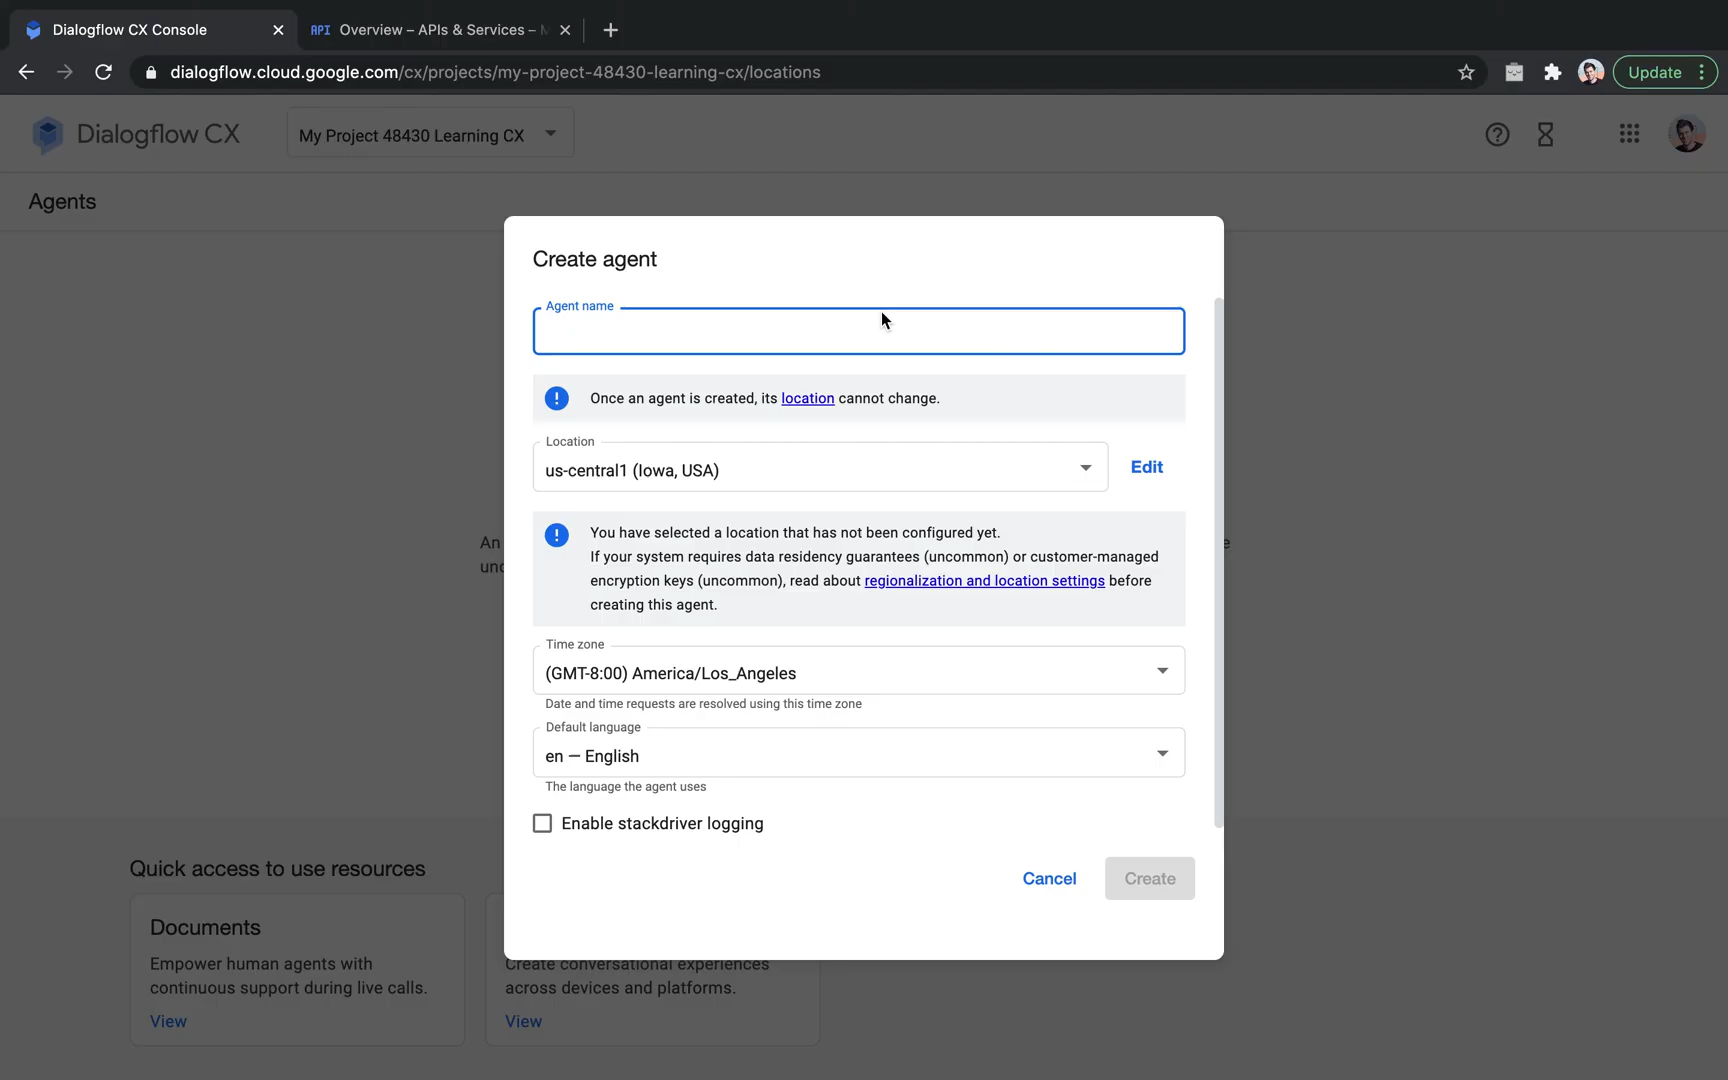 Dialogflow CX Console
API Overview – APIs & Services –
dialogflow.cloud.google.com/cx/projects/my-project-48430-learning-cx/locations
Update
Dialogflow CX
My Project 48430 Learning CX
Agents
Create agent
Agent name
Once an agent is created, its location cannot change.
Location
us-central1 (Iowa, USA)
Edit
An
You have selected a location that has not been configured yet.
If your system requires data residency guarantees (uncommon) or customer-managed
encryption keys (uncommon), read about regionalization and location settings before
creating this agent.
Time zone
(GMT-8:00) America/Los_Angeles
Date and time requests are resolved using this time zone
Default language
en — English
The language the agent uses
Enable stackdriver logging
Cancel
Create
Quick access to use resources
Documents
Empower human agents with
continuous support during live calls.
View
Create conversational experiences
across devices and platforms.
View